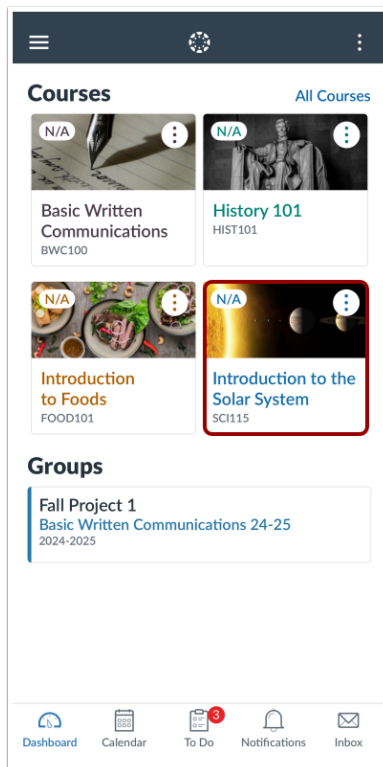 Courses
All Courses
N/A
Basic Written
Communications
BWC100
N/A
History 101
HIST101
N/A
Introduction
to Foods
FOOD101
N/A
Introduction to the
Solar System
SCI115
Groups
Fall Project 1
Basic Written Communications 24-25
2024-2025
3
Dashboard
Calendar
To Do
Notifications
Inbox